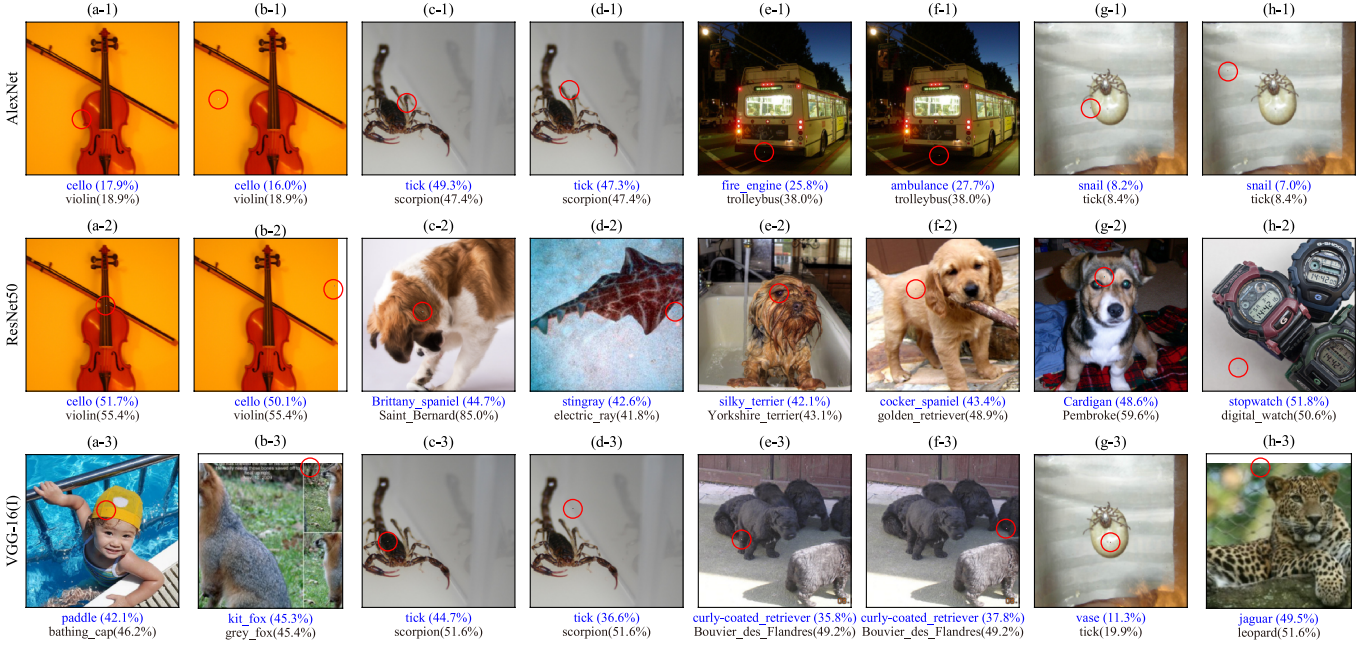 (a-1) (b-1) (c-1) (d-1) (e-1) (f-1) (g-1) (h-1)
AlexNet
cello (17.9%) cello (16.0%) tick (49.3%) tick (47.3%) fire_engine (25.8%) ambulance (27.7%) snail (8.2%) snail (7.0%)
violin(18.9%) violin(18.9%) scorpion(47.4%) scorpion(47.4%) trolleybus(38.0%) trolleybus(38.0%) tick(8.4%) tick(8.4%)
(a-2) (b-2) (c-2) (d-2) (e-2) (f-2) (g-2) (h-2)
ResNet50
G-SHOCK
cello (51.7%) cello (50.1%) Brittany_spaniel (44.7%) stingray (42.6%) silky_terrier (42.1%) cocker_spaniel (43.4%) Cardigan (48.6%) stopwatch (51.8%)
violin(55.4%) violin(55.4%) Saint_Bernard(85.0%) electric_ray(41.8%) Yorkshire_terrier(43.1%) golden_retriever(48.9%) Pembroke(59.6%) digital_watch(50.6%)
(a-3) (b-3) (c-3) (d-3) (e-3) (f-3) (g-3) (h-3)
VGG-16(I)
paddle (42.1%) kit_fox (45.3%) tick (44.7%) tick (36.6%) curly-coated_retriever (35.8%) curly-coated_retriever (37.8%) vase (11.3%) jaguar (49.5%)
bathing_cap(46.2%) grey_fox(45.4%) scorpion(51.6%) scorpion(51.6%) Bouvier_des_Flandres(49.2%) Bouvier_des_Flandres(49.2%) tick(19.9%) leopard(51.6%)